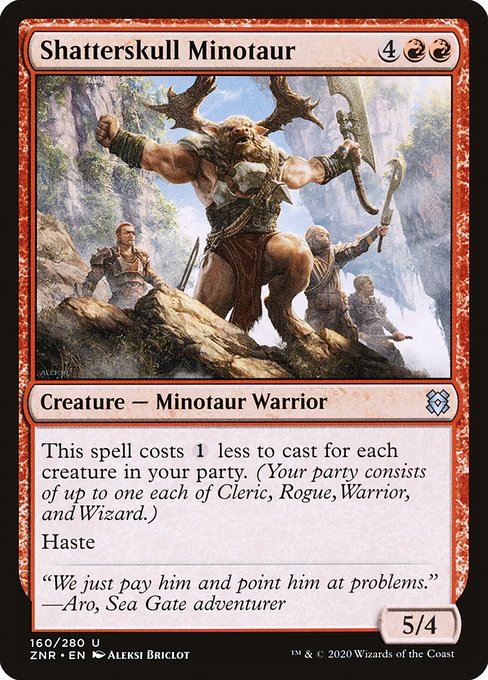 Shatterskull Minotaur 4
ALEKSI
Creature — Minotaur Warrior
This spell costs 1 less to cast for each
creature in your party. (Your party consists
of up to one each of Cleric, Rogue, Warrior,
and Wizard.)
Haste
“We just pay him and point him at problems.”
—Aro, Sea Gate adventurer
5/4
160/280 U
ZNR • EN Aleksi Briclot
™ & © 2020 Wizards of the Coast